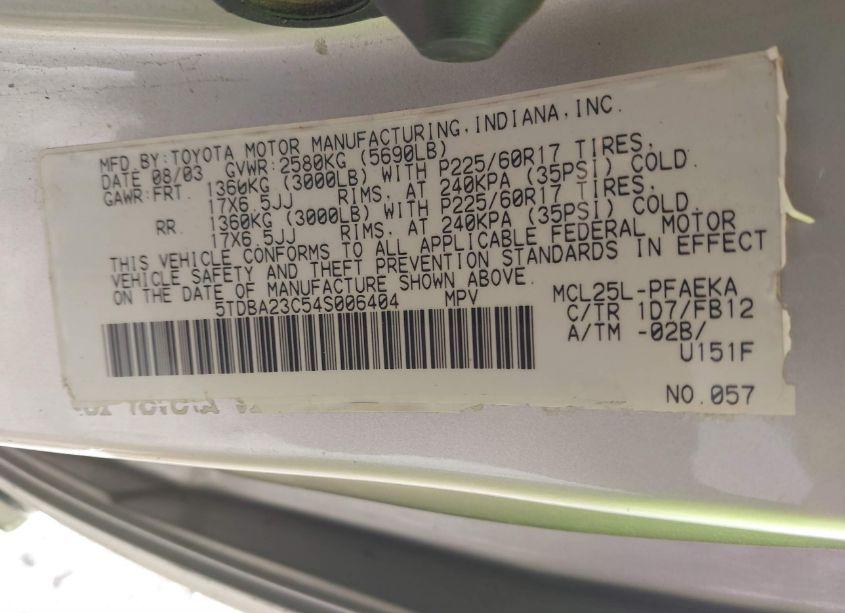 MFD.BY:TOYOTA MOTOR MANUFACTURING,INDIANA,INC.
DATE 08/03 GVWR:2580KG (5690LB)
GAWR:FRT. 1360KG (3000LB) WITH P225/60R17 TIRES,
17X6.5JJ RIMS, AT 240KPA (35PSI) COLD.
RR. 1360KG (3000LB) WITH P225/60R17 TIRES,
17X6.5JJ RIMS, AT 240KPA (35PSI) COLD.
THIS VEHICLE CONFORMS TO ALL APPLICABLE FEDERAL MOTOR
VEHICLE SAFETY AND THEFT PREVENTION STANDARDS IN EFFECT
ON THE DATE OF MANUFACTURE SHOWN ABOVE.
5TDBA23C54S006404 MPV
MCL25L-PFAEKA
C/TR 1D7/FB12
A/TM -02B/
U151F
NO.057
TOYOTA